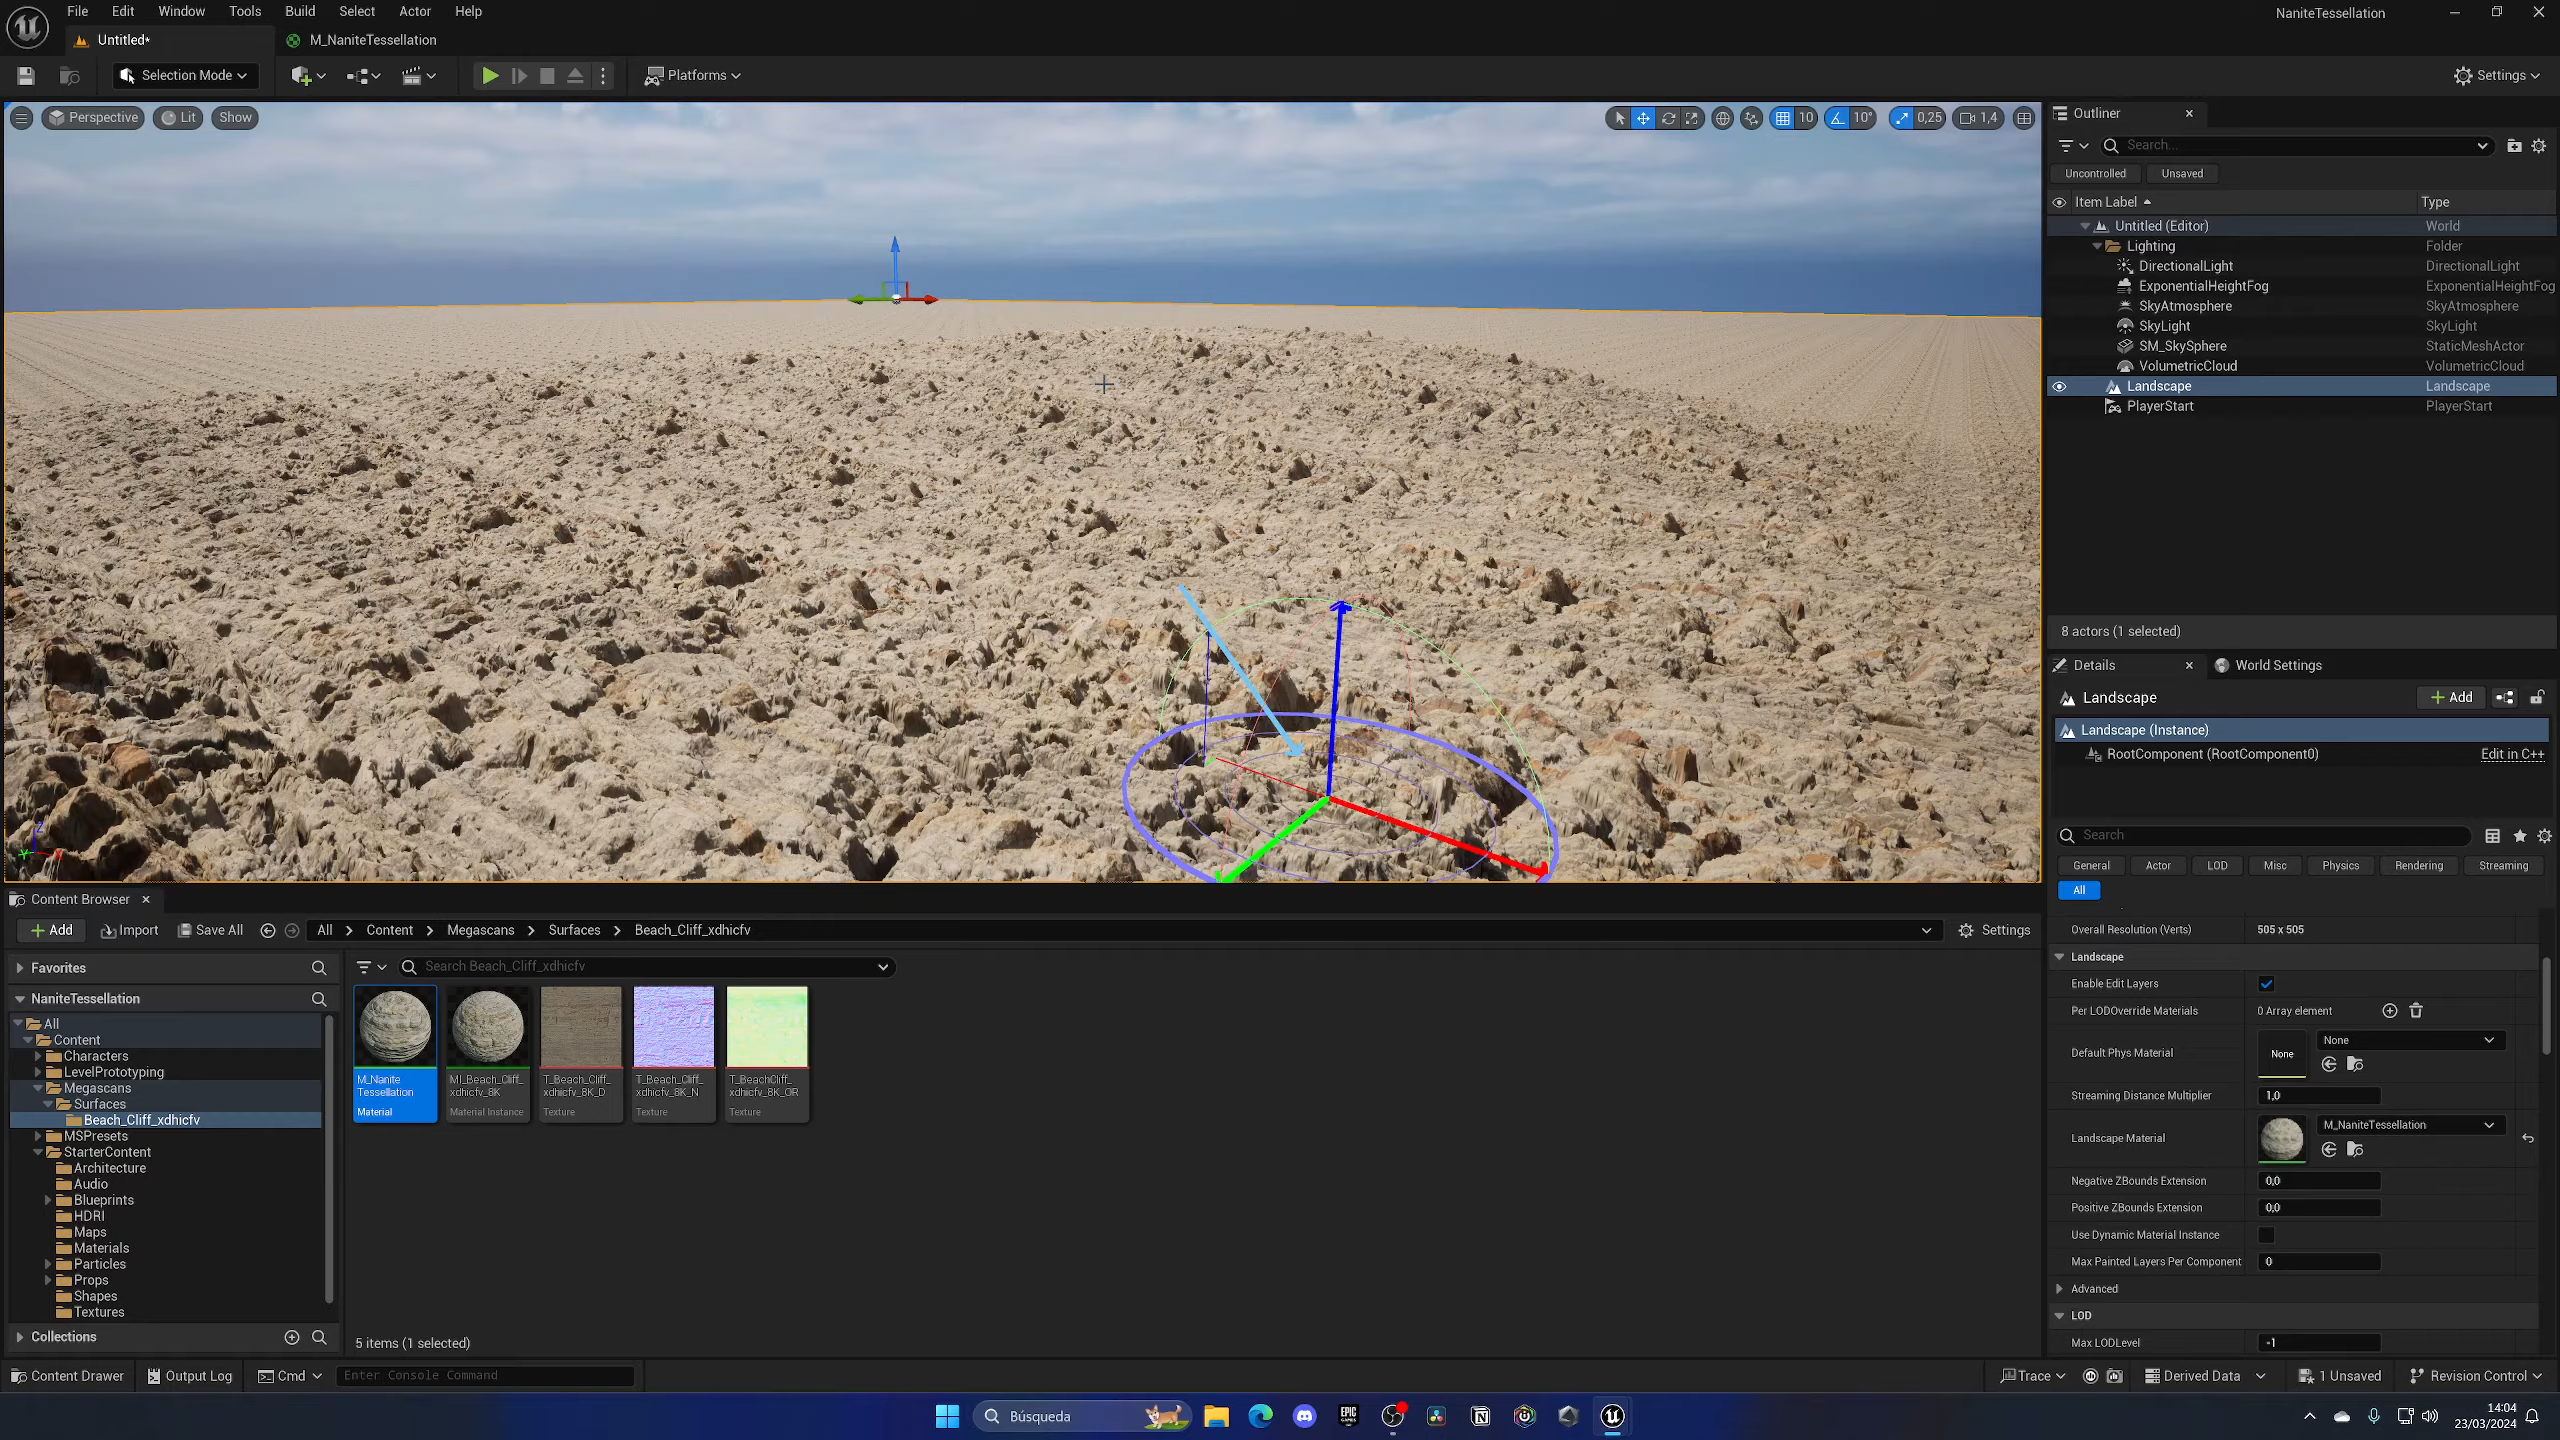 File Edit Window Tools Build Select Actor Help
NaniteTessellation
Untitled*
M_NaniteTessellation
Selection Mode
Platforms
Settings
Perspective
Lit
Show
10
10°
0,25
1,4
Outliner
Search...
Uncontrolled
Unsaved
Item Label
Type
Untitled (Editor) World
Lighting Folder
DirectionalLight DirectionalLight
ExponentialHeightFog ExponentialHeightFog
SkyAtmosphere SkyAtmosphere
SkyLight SkyLight
SM_SkySphere StaticMeshActor
VolumetricCloud VolumetricCloud
Landscape Landscape
PlayerStart PlayerStart
8 actors (1 selected)
Details
World Settings
Landscape
Add
Landscape (Instance)
RootComponent (RootComponent0)
Edit in C++
Search
General Actor LOD Misc Physics Rendering Streaming
All
Overall Resolution (Verts) 505 x 505
Landscape
Enable Edit Layers
Per LODOverride Materials 0 Array element
Default Phys Material None None
Streaming Distance Multiplier 1,0
Landscape Material M_NaniteTessellation
Negative ZBounds Extension 0,0
Positive ZBounds Extension 0,0
Use Dynamic Material Instance
Max Painted Layers Per Component 0
Advanced
LOD
Max LODLevel -1
Content Browser
Add
Import
Save All
All Content Megascans Surfaces Beach_Cliff_xdhicfv
Settings
Favorites
NaniteTessellation
All
Content
Characters
LevelPrototyping
Megascans
Surfaces
Beach_Cliff_xdhicfv
MSPresets
StarterContent
Architecture
Audio
Blueprints
HDRI
Maps
Materials
Particles
Props
Shapes
Textures
Collections
Search Beach_Cliff_xdhicfv
M_Nanite
Tessellation
Material
MI_Beach_Cliff_
xdhicfv_8K
Material Instance
T_Beach_Cliff_
xdhicfv_8K_D
Texture
T_Beach_Cliff_
xdhicfv_8K_N
Texture
T_BeachCliff_
xdhicfv_8K_OR
Texture
5 items (1 selected)
Content Drawer
Output Log
Cmd
Enter Console Command
Trace
Derived Data
1 Unsaved
Revision Control
Búsqueda
EPIC
GAMES
14:04
23/03/2024